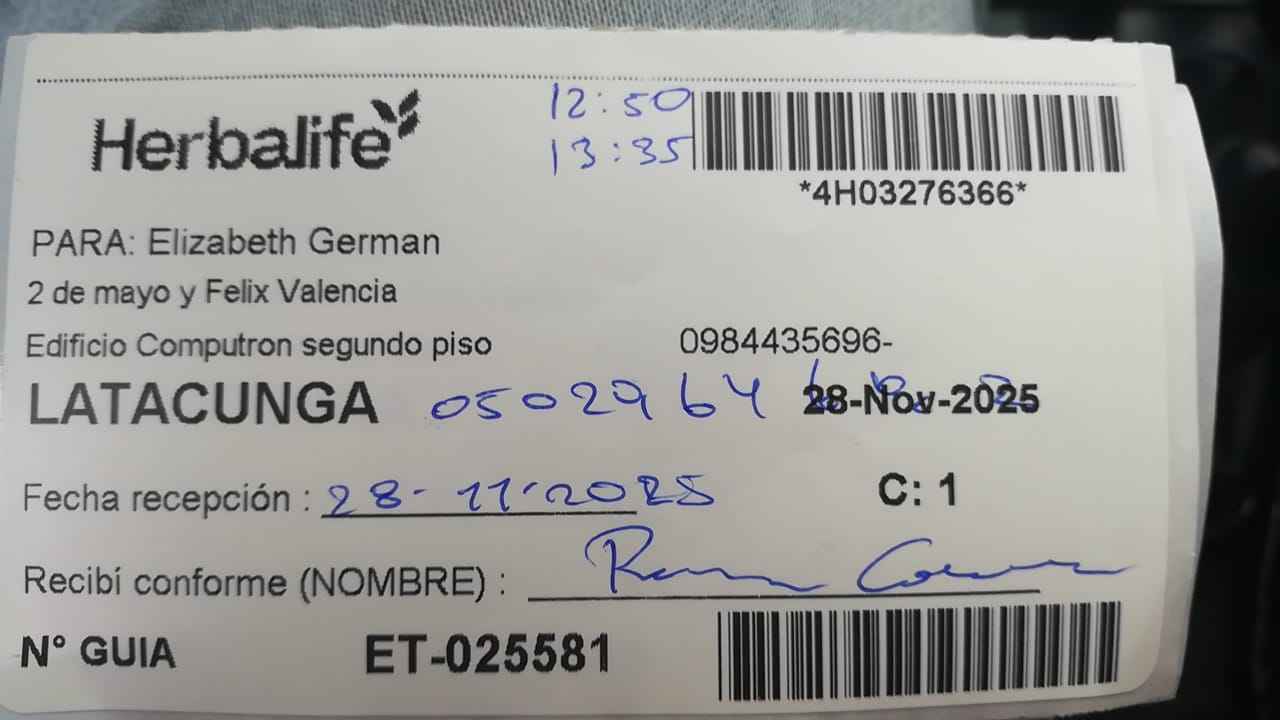 Herbalife
12:50
13:35
*4H03276366*
PARA: Elizabeth German
2 de mayo y Felix Valencia
Edificio Computron segundo piso 0984435696-
LATACUNGA 0502964 28-Nov-2025
Fecha recepción : 28-11-2025 C: 1
Recibí conforme (NOMBRE) :
N° GUIA ET-025581